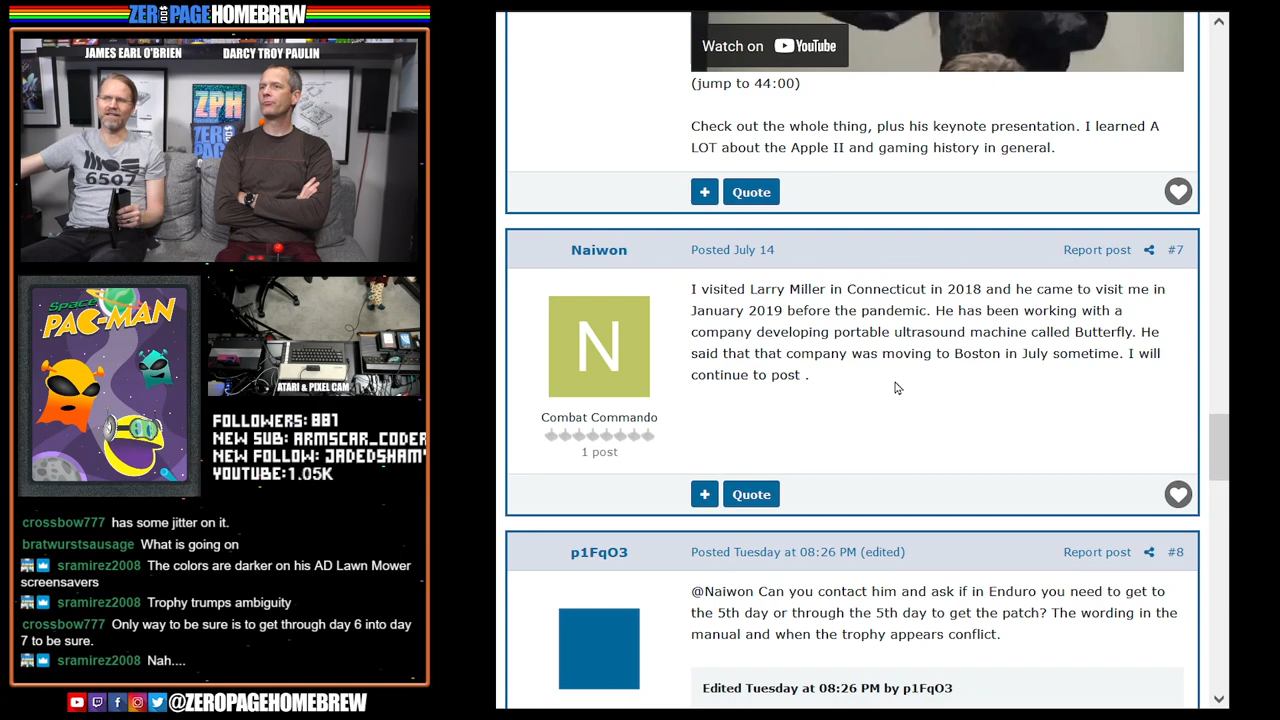 ZERO PAGE HOMEBREW
JAMES EARL O'BRIEN
DARCY TROY PAULIN
MOS
6507
ZPH
Space
PAC-MAN
ATARI & PIXEL CAM
FOLLOWERS: 881
NEW SUB: ARMSCAR_CODER
NEW FOLLOW: JADEDSHAM
YOUTUBE: 1.05K
crossbow777 has some jitter on it.
bratwurstsausage What is going on
sramirez2008 The colors are darker on his AD Lawn Mower
screensavers
sramirez2008 Trophy trumps ambiguity
crossbow777 Only way to be sure is to get through day 6 into day
7 to be sure.
sramirez2008 Nah....
@ZEROPAGEHOMEBREW
Watch on YouTube
(jump to 44:00)
Check out the whole thing, plus his keynote presentation. I learned A
LOT about the Apple II and gaming history in general.
+ Quote
Naiwon
Posted July 14
Report post
#7
N
Combat Commando
1 post
I visited Larry Miller in Connecticut in 2018 and he came to visit me in
January 2019 before the pandemic. He has been working with a
company developing portable ultrasound machine called Butterfly. He
said that that company was moving to Boston in July sometime. I will
continue to post .
+ Quote
p1FqO3
Posted Tuesday at 08:26 PM (edited)
Report post
#8
@Naiwon Can you contact him and ask if in Enduro you need to get to
the 5th day or through the 5th day to get the patch? The wording in the
manual and when the trophy appears conflict.
Edited Tuesday at 08:26 PM by p1FqO3